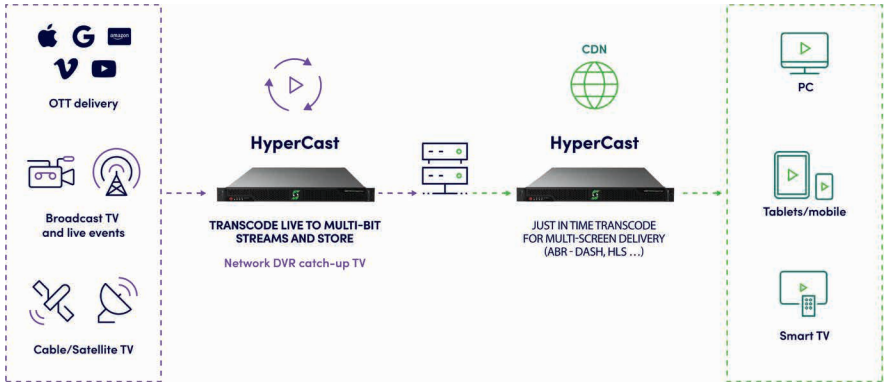 amazon
OTT delivery
Broadcast TV
and live events
Cable/Satellite TV
HyperCast
TRANSCODE LIVE TO MULTI-BIT
STREAMS AND STORE
Network DVR catch-up TV
CDN
HyperCast
JUST IN TIME TRANSCODE
FOR MULTI-SCREEN DELIVERY
(ABR - DASH, HLS ...)
PC
Tablets/mobile
Smart TV